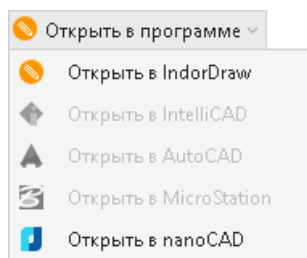 Открыть в программе
Открыть в IndorDraw
Открыть в IntelliCAD
Открыть в AutoCAD
Открыть в MicroStation
Открыть в nanoCAD